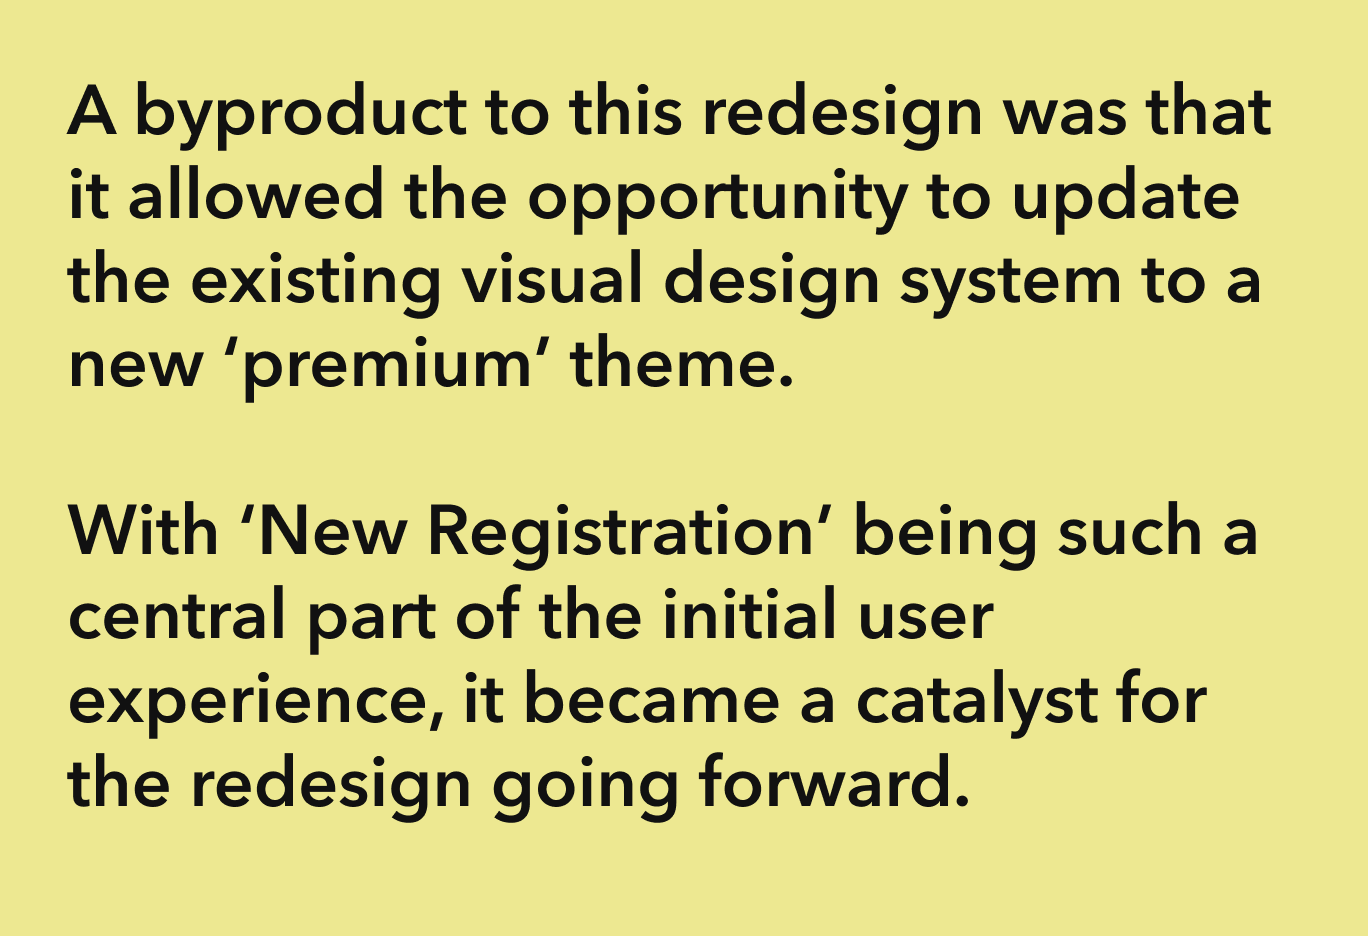 A byproduct to this redesign was that
it allowed the opportunity to update
the existing visual design system to a
new ‘premium’ theme.
With ‘New Registration’ being such a
central part of the initial user
experience, it became a catalyst for
the redesign going forward.